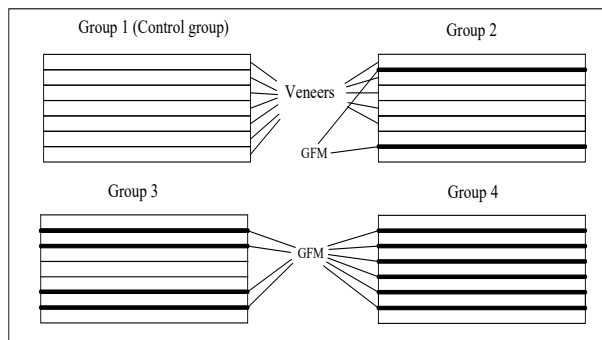 Group 1 (Control group)
Group 2
Veneers
GFM
Group 3
Group 4
GFM